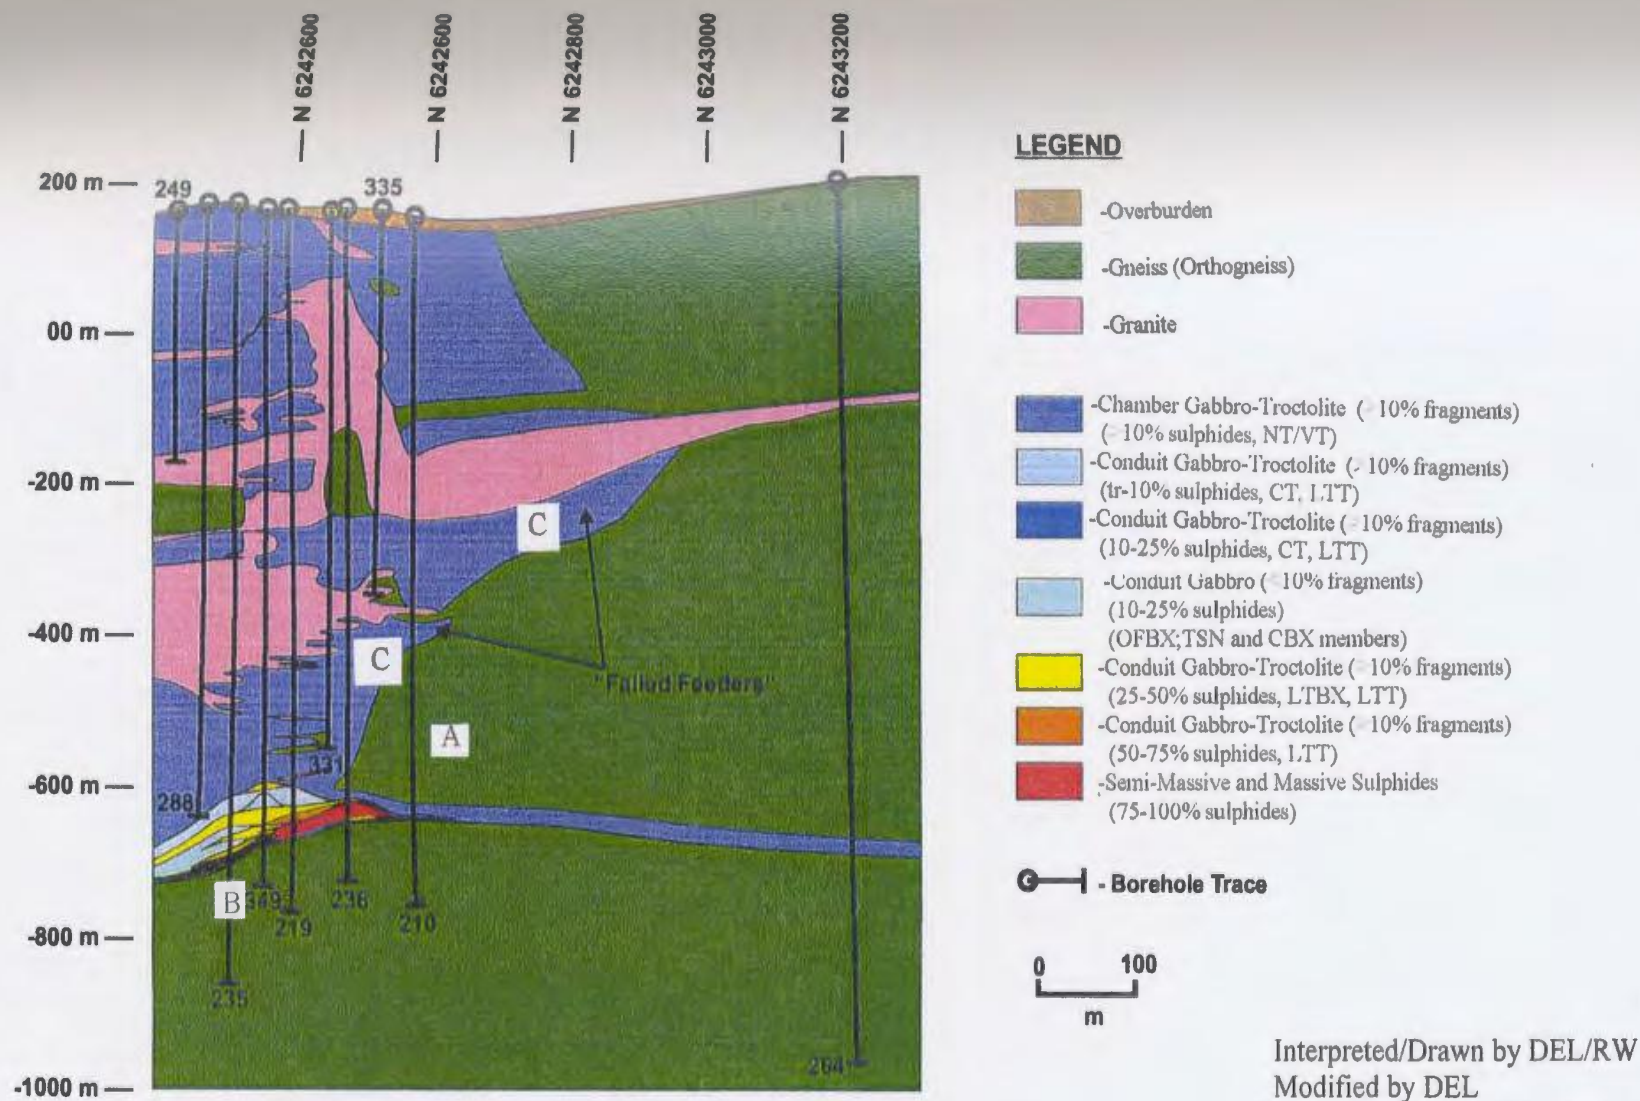 N 6242600
N 6242600
N 6242800
N 6243000
N 6243200
200 m
00 m
-200 m
-400 m
-600 m
-800 m
-1000 m
249
335
C
C
"Failed Feeders"
A
331
288
B
349
219
236
210
235
264
LEGEND
-Overburden
-Gneiss (Orthogneiss)
-Granite
-Chamber Gabbro-Troctolite ( 10% fragments)
( 10% sulphides, NT/VT)
-Conduit Gabbro-Troctolite ( 10% fragments)
(tr-10% sulphides, CT, LTT)
-Conduit Gabbro-Troctolite ( 10% fragments)
(10-25% sulphides, CT, LTT)
-Conduit Gabbro ( 10% fragments)
(10-25% sulphides)
(OFBX;TSN and CBX members)
-Conduit Gabbro-Troctolite ( 10% fragments)
(25-50% sulphides, LTBX, LTT)
-Conduit Gabbro-Troctolite ( 10% fragments)
(50-75% sulphides, LTT)
-Semi-Massive and Massive Sulphides
(75-100% sulphides)
- Borehole Trace
0 100
m
Interpreted/Drawn by DEL/RW
Modified by DEL